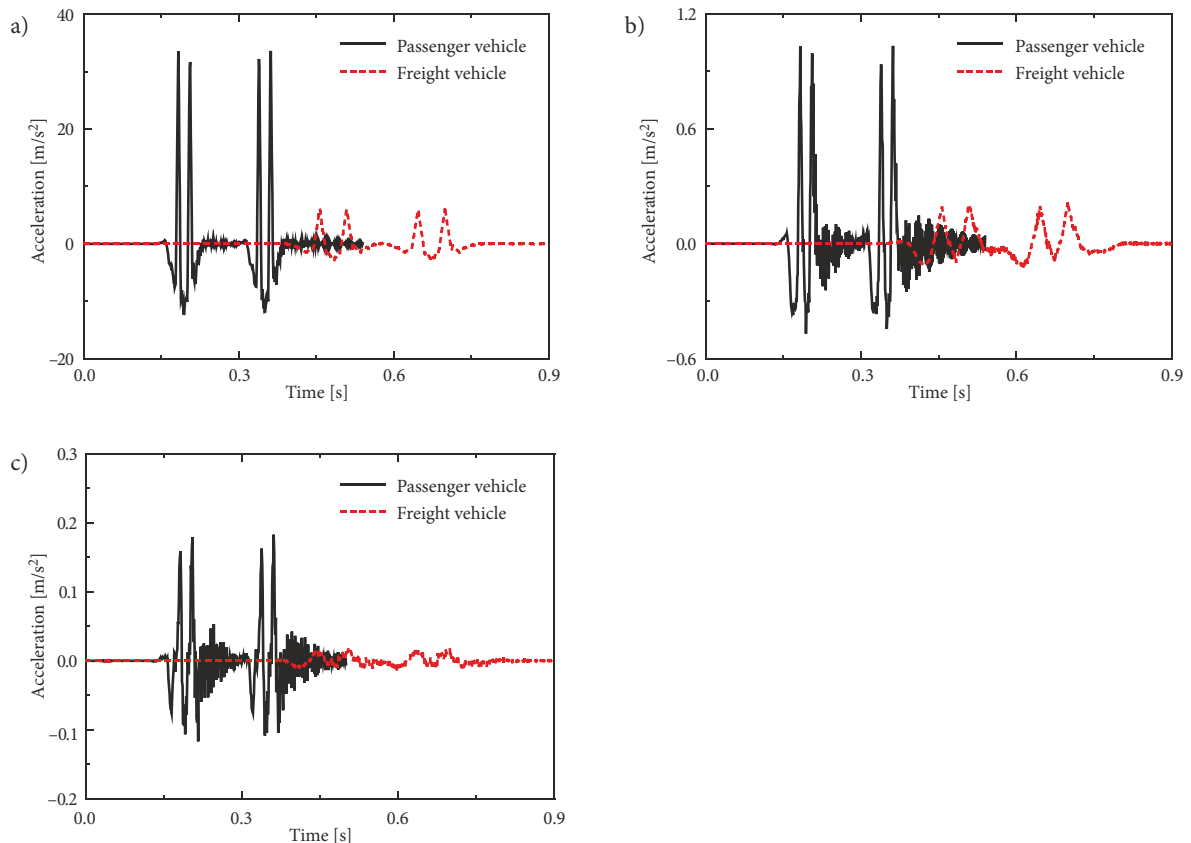 a)
40
20
0
–20
Acceleration [m/s²]
0.0
0.3
0.6
0.9
Time [s]
Passenger vehicle
Freight vehicle
b)
1.2
0.6
0.0
–0.6
Acceleration [m/s²]
0.0
0.3
0.6
0.9
Time [s]
Passenger vehicle
Freight vehicle
c)
0.3
0.2
0.1
0.0
–0.1
–0.2
Acceleration [m/s²]
0.0
0.3
0.6
0.9
Time [s]
Passenger vehicle
Freight vehicle